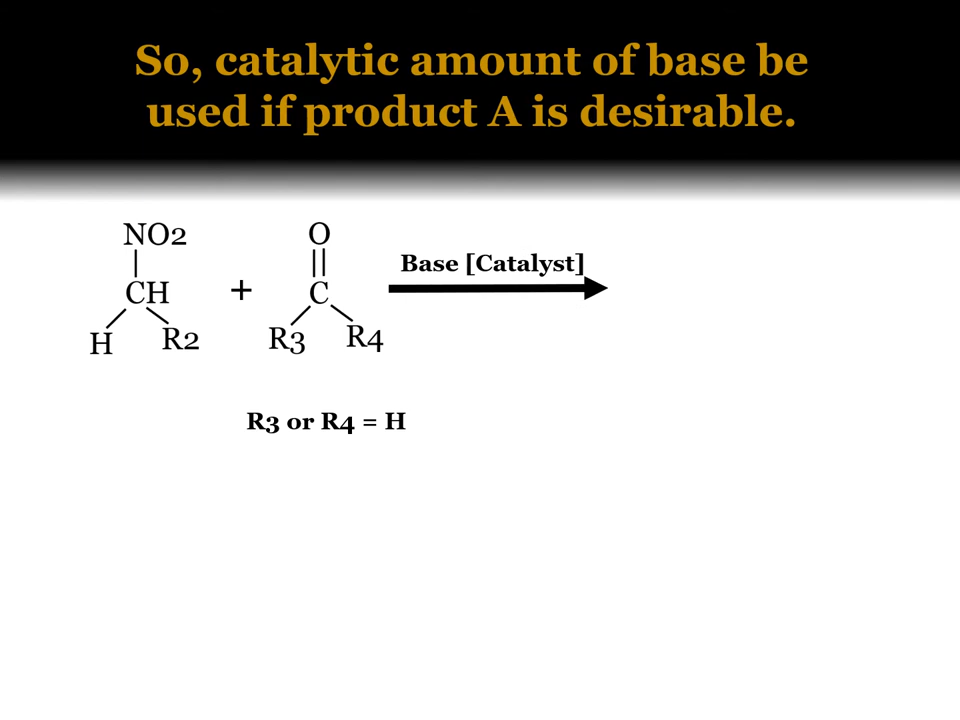 So, catalytic amount of base be
used if product A is desirable.
NO2
O
CH
+
C
Base [Catalyst]
H
R2
R3
R4
R3 or R4 = H